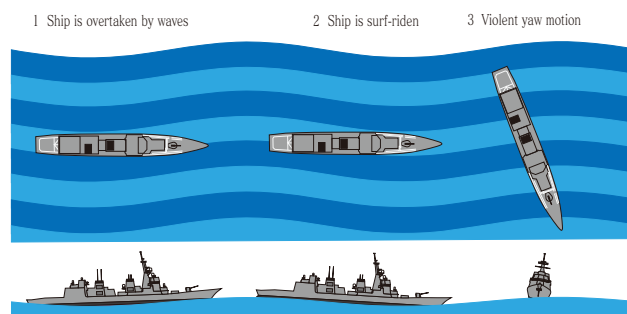 1 Ship is overtaken by waves
2 Ship is surf-riden
3 Violent yaw motion